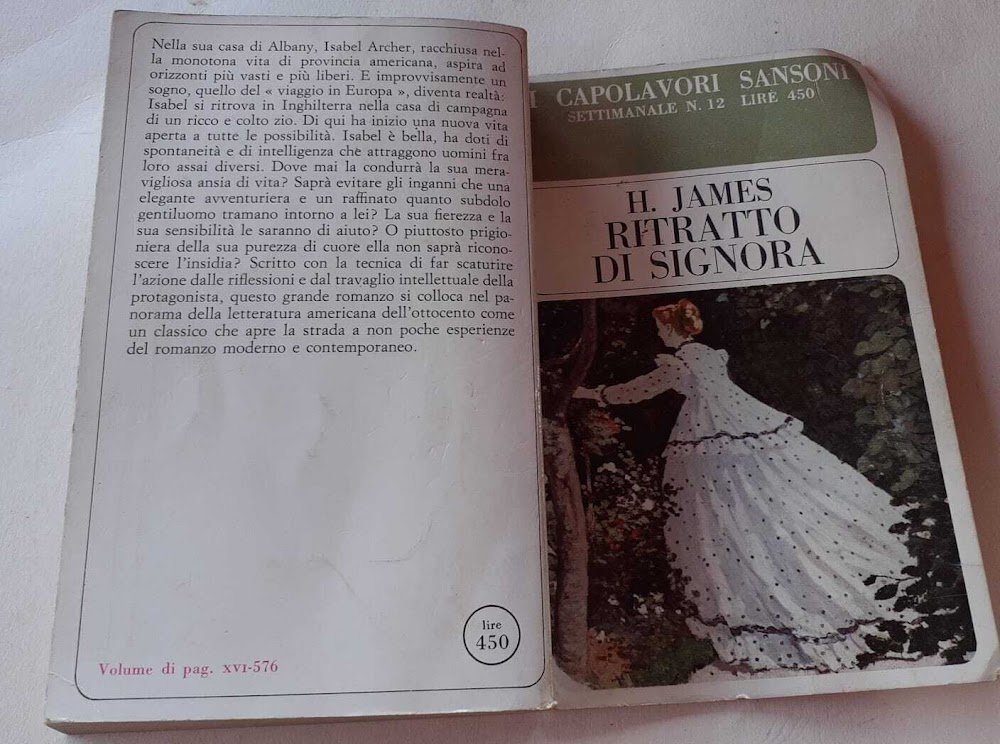 Nella sua casa di Albany, Isabel Archer, racchiusa nel-
la monotona vita di provincia americana, aspira ad
orizzonti più vasti e più liberi. E improvvisamente un
sogno, quello del « viaggio in Europa », diventa realtà:
Isabel si ritrova in Inghilterra nella casa di campagna
di un ricco e colto zio. Di qui ha inizio una nuova vita
aperta a tutte le possibilità. Isabel è bella, ha doti di
spontaneità e di intelligenza che attraggono uomini fra
loro assai diversi. Dove mai la condurrà la sua mera-
vigliosa ansia di vita? Saprà evitare gli inganni che una
elegante avventuriera e un raffinato quanto subdolo
gentiluomo tramano intorno a lei? La sua fierezza e la
sua sensibilità le saranno di aiuto? O piuttosto prigio-
niera della sua purezza di cuore ella non saprà ricono-
scere l'insidia? Scritto con la tecnica di far scaturire
l'azione dalle riflessioni e dal travaglio intellettuale della
protagonista, questo grande romanzo si colloca nel pa-
norama della letteratura americana dell'ottocento come
un classico che apre la strada a non poche esperienze
del romanzo moderno e contemporaneo.
lire
450
Volume di pag. XVI-576
I CAPOLAVORI SANSONI
SETTIMANALE N. 12 LIRE 450
H. JAMES
RITRATTO
DI SIGNORA